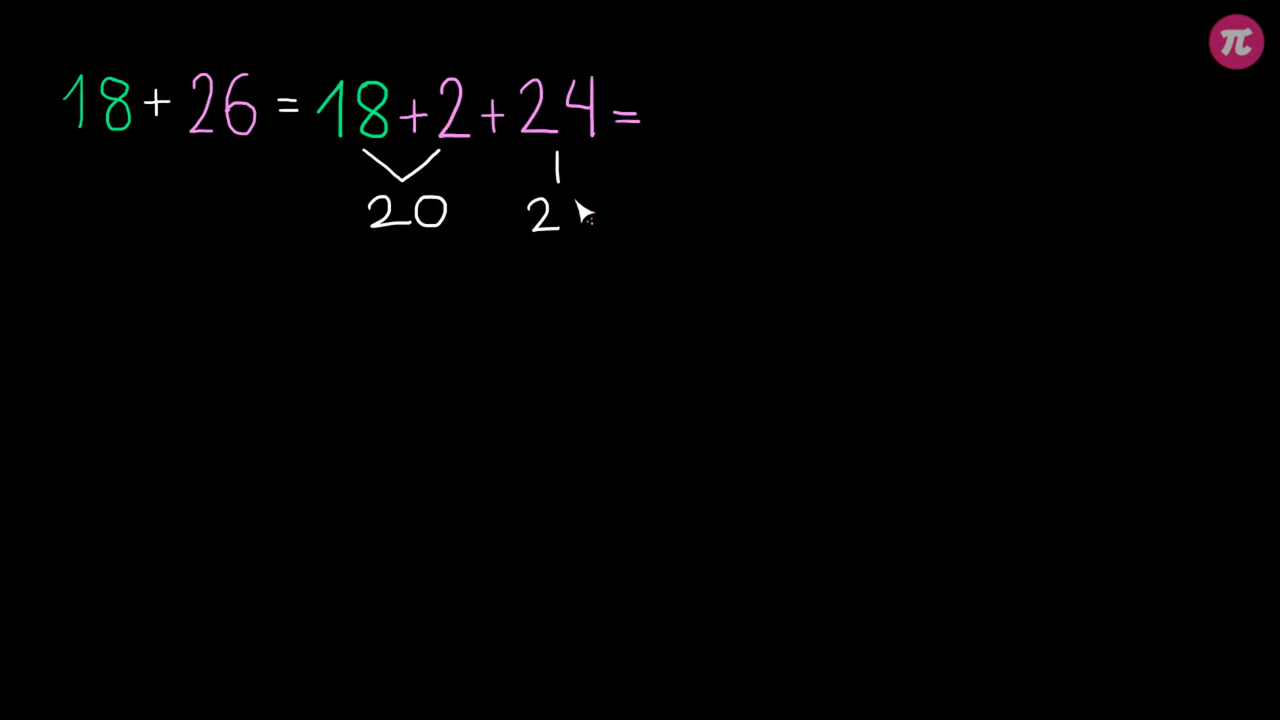 18 + 26 = 18 + 2 + 24 =
20 2
π